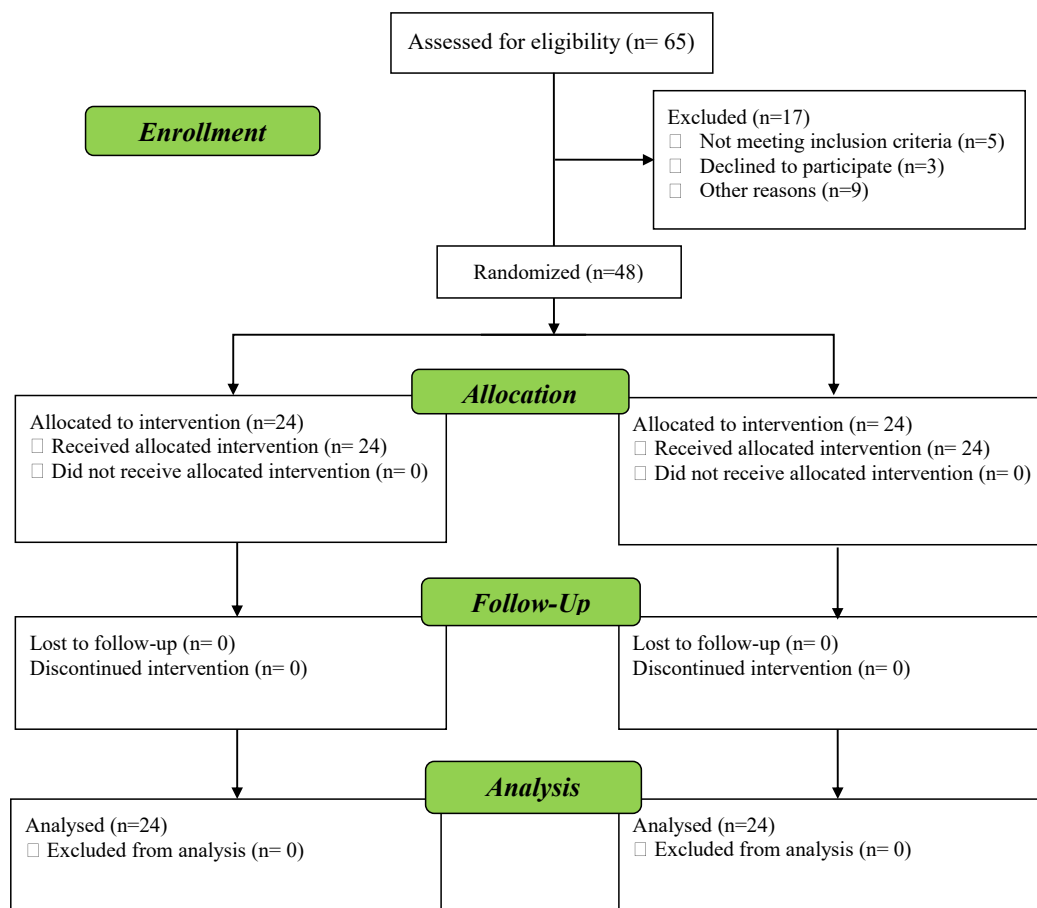 Assessed for eligibility (n= 65)
Enrollment
Excluded (n=17)
□ Not meeting inclusion criteria (n=5)
□ Declined to participate (n=3)
□ Other reasons (n=9)
Randomized (n=48)
Allocation
Allocated to intervention (n=24)
□ Received allocated intervention (n= 24)
□ Did not receive allocated intervention (n= 0)
Allocated to intervention (n= 24)
□ Received allocated intervention (n= 24)
□ Did not receive allocated intervention (n= 0)
Follow-Up
Lost to follow-up (n= 0)
Discontinued intervention (n= 0)
Lost to follow-up (n= 0)
Discontinued intervention (n= 0)
Analysis
Analysed (n=24)
□ Excluded from analysis (n= 0)
Analysed (n=24)
□ Excluded from analysis (n= 0)